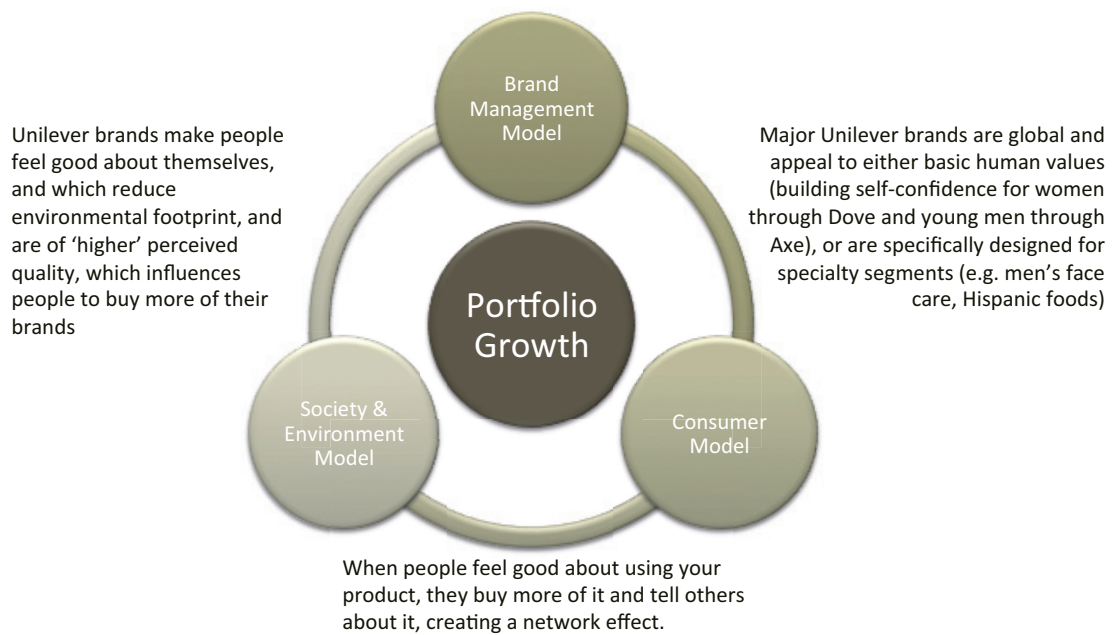 Brand
Management
Model
Unilever brands make people
feel good about themselves,
and which reduce
environmental footprint, and
are of ‘higher’ perceived
quality, which influences
people to buy more of their
brands
Major Unilever brands are global and
appeal to either basic human values
(building self-confidence for women
through Dove and young men through
Axe), or are specifically designed for
specialty segments (e.g. men’s face
care, Hispanic foods)
Portfolio
Growth
Society &
Environment
Model
Consumer
Model
When people feel good about using your
product, they buy more of it and tell others
about it, creating a network effect.